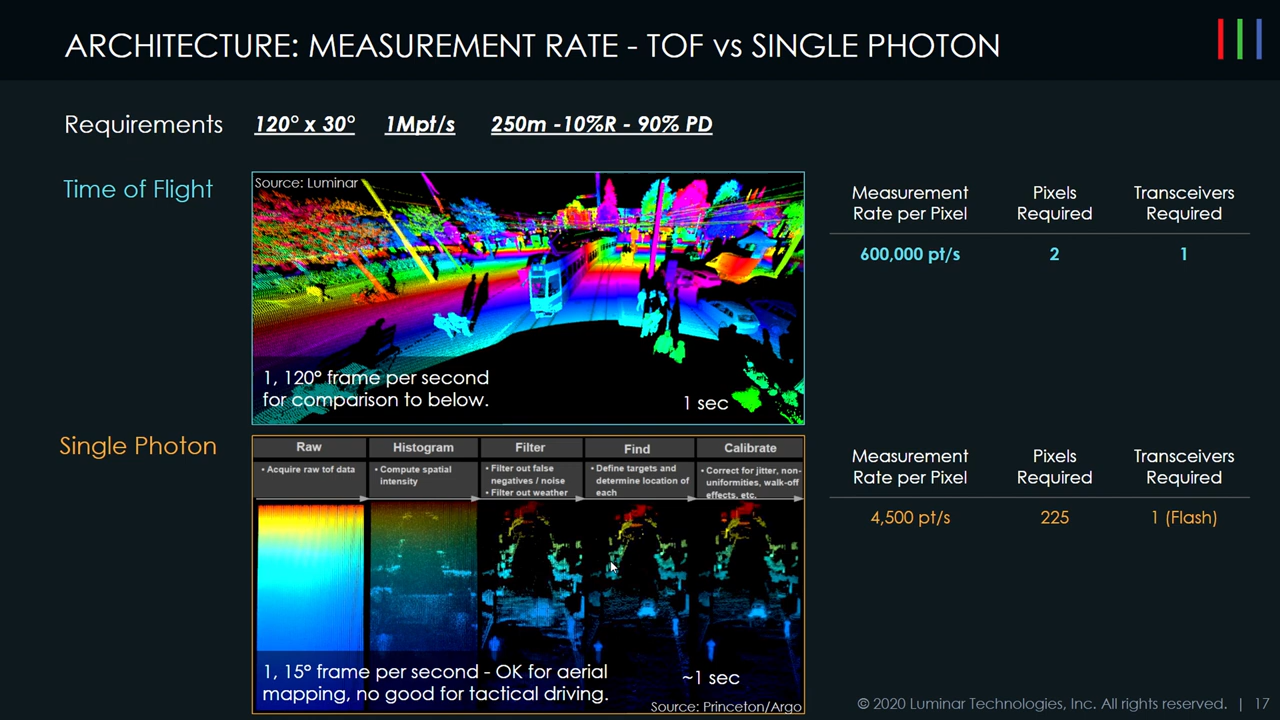 ARCHITECTURE: MEASUREMENT RATE - TOF vs SINGLE PHOTON
Requirements 120° x 30° 1Mpt/s 250m -10%R - 90% PD
Time of Flight
Source: Luminar
1, 120° frame per second
for comparison to below.
1 sec
Measurement
Rate per Pixel
Pixels
Required
Transceivers
Required
600,000 pt/s 2 1
Single Photon
Raw
• Acquire raw tof data
Histogram
• Compute spatial
intensity
Filter
• Filter out false
negatives / noise
• Filter out weather
Find
• Define targets and
determine location of
each
Calibrate
• Correct for jitter, non-
uniformities, walk-off
effects, etc.
1, 15° frame per second - OK for aerial
mapping, no good for tactical driving.
~1 sec
Source: Princeton/Argo
Measurement
Rate per Pixel
Pixels
Required
Transceivers
Required
4,500 pt/s 225 1 (Flash)
© 2020 Luminar Technologies, Inc. All rights reserved. | 17